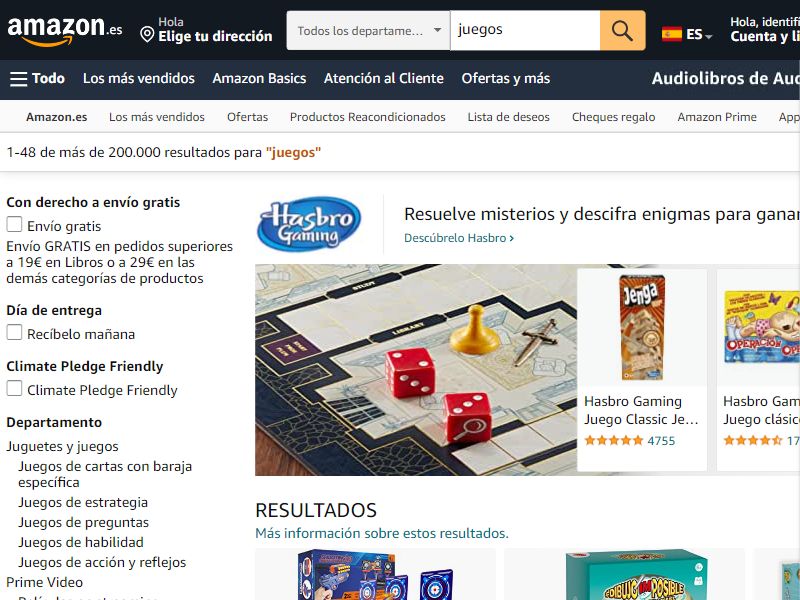 amazon.es
Hola
Elige tu dirección
Todos los departame...
juegos
ES
Hola, identifi
Cuenta y li
Todo
Los más vendidos
Amazon Basics
Atención al Cliente
Ofertas y más
Audiolibros de Aud
Amazon.es
Los más vendidos
Ofertas
Productos Reacondicionados
Lista de deseos
Cheques regalo
Amazon Prime
App
1-48 de más de 200.000 resultados para "juegos"
Con derecho a envío gratis
Envío gratis
Envío GRATIS en pedidos superiores
a 19€ en Libros o a 29€ en las
demás categorías de productos
Día de entrega
Recíbelo mañana
Climate Pledge Friendly
Climate Pledge Friendly
Departamento
Juguetes y juegos
Juegos de cartas con baraja
específica
Juegos de estrategia
Juegos de preguntas
Juegos de habilidad
Juegos de acción y reflejos
Prime Video
Hasbro
Gaming
Resuelve misterios y descifra enigmas para ganar
Descúbrelo Hasbro ›
STUDY
LIBRARY
Jenga
Hasbro Gaming
Juego Classic Je...
4755
OPERACIÓN
Hasbro Gam
Juego clásic
17
RESULTADOS
Más información sobre estos resultados.